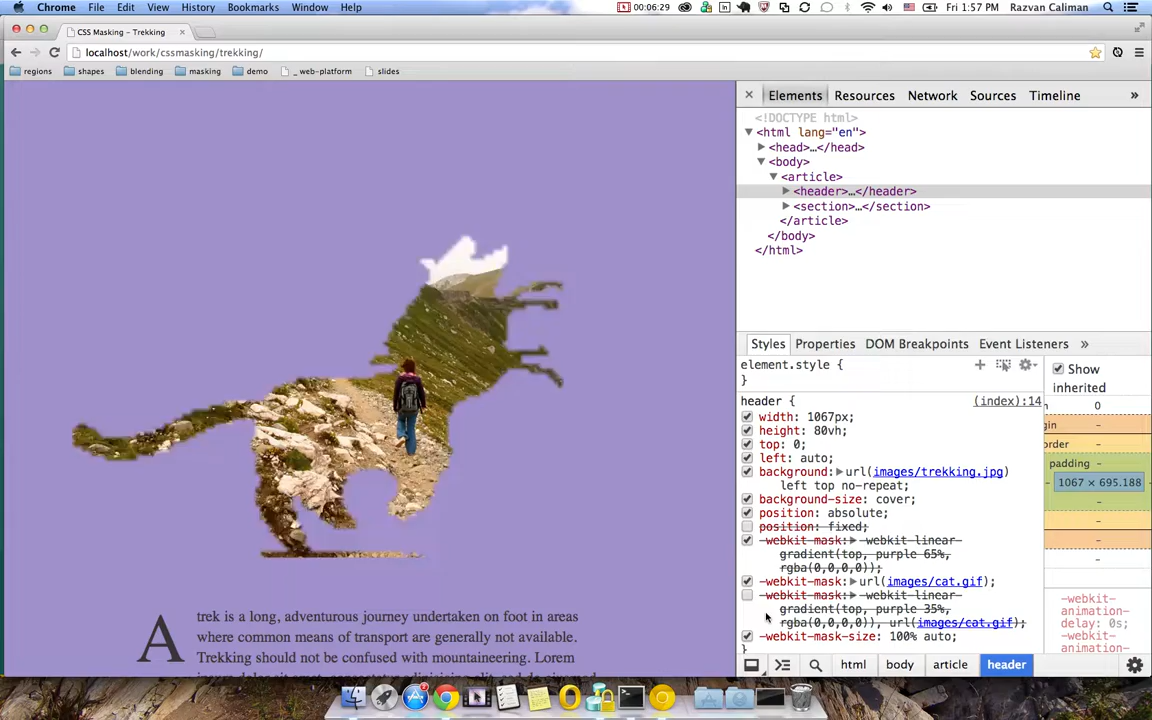 Chrome File Edit View History Bookmarks Window Help 00:06:29 Fri 1:57 PM Razvan Caliman
CSS Masking - Trekking
localhost/work/cssmasking/trekking/
regions shapes blending masking demo _ web-platform slides
Elements Resources Network Sources Timeline »
<!DOCTYPE html>
<html lang="en">
<head>…</head>
<body>
<article>
<header>…</header>
<section>…</section>
</article>
</body>
</html>
Styles Properties DOM Breakpoints Event Listeners »
element.style {
}
header { (index):14
width: 1067px;
height: 80vh;
top: 0;
left: auto;
background: url(images/trekking.jpg)
left top no-repeat;
background-size: cover;
position: absolute;
position: fixed;
-webkit-mask: -webkit-linear-
gradient(top, purple 65%,
rgba(0,0,0,0));
-webkit-mask: url(images/cat.gif);
-webkit-mask: -webkit-linear-
gradient(top, purple 35%,
rgba(0,0,0,0)), url(images/cat.gif);
-webkit-mask-size: 100% auto;
}
Show
inherited
0
order –
padding –
1067 × 695.188
–
–
–
–
-webkit-
animation-
delay: 0s;
-webkit-
animation-
html body article header
A trek is a long, adventurous journey undertaken on foot in areas
where common means of transport are generally not available.
Trekking should not be confused with mountaineering. Lorem